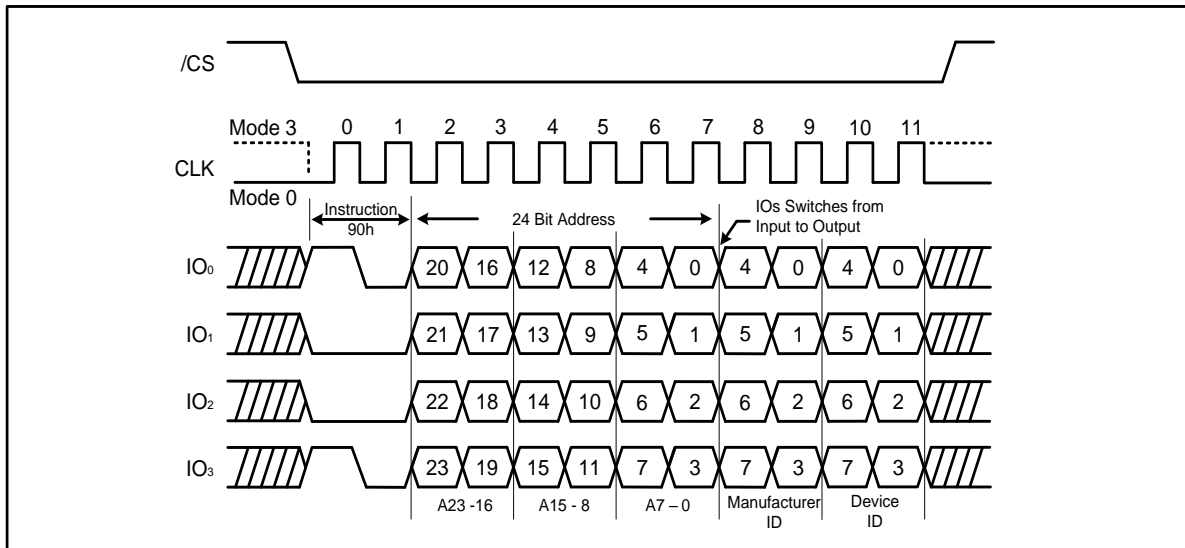 /CS
Mode 3 0 1 2 3 4 5 6 7 8 9 10 11
CLK
Mode 0
Instruction
90h
24 Bit Address
IOs Switches from
Input to Output
IO0 20 16 12 8 4 0 4 0 4 0
IO1 21 17 13 9 5 1 5 1 5 1
IO2 22 18 14 10 6 2 6 2 6 2
IO3 23 19 15 11 7 3 7 3 7 3
A23 -16 A15 - 8 A7 – 0 Manufacturer ID Device ID